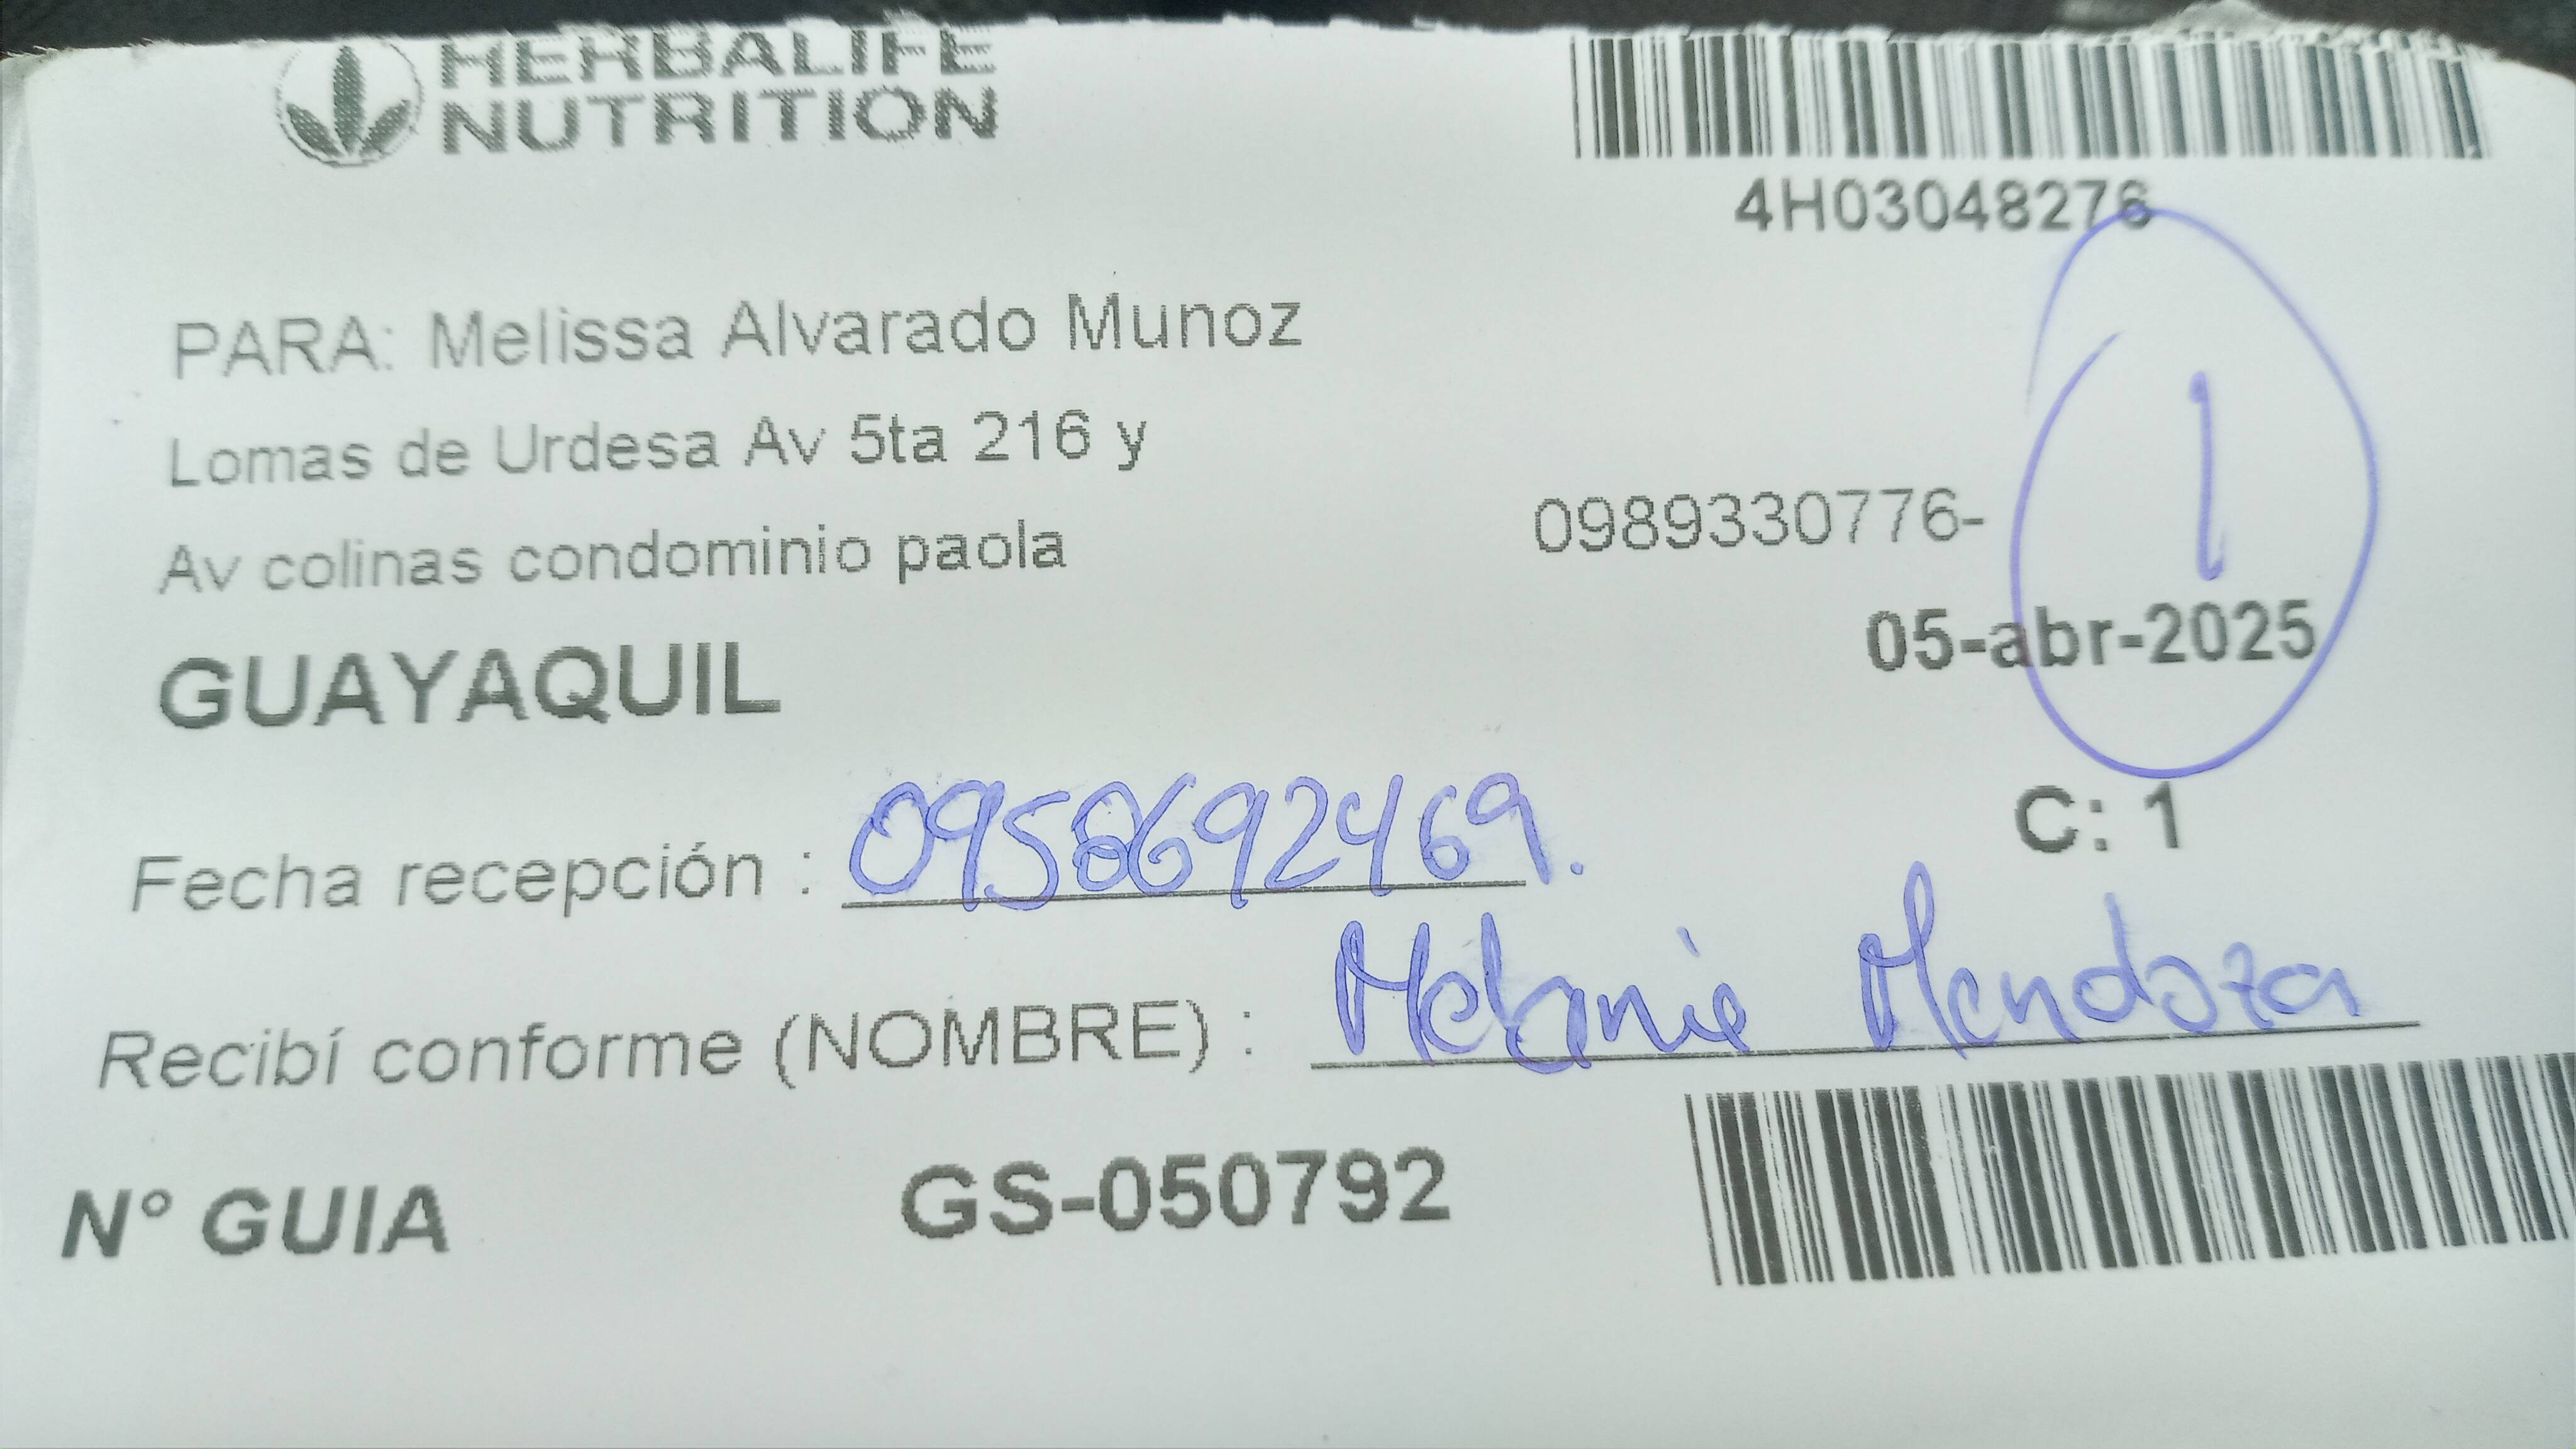 HERBALIFE
NUTRITION
4H03048276
PARA: Melissa Alvarado Munoz
Lomas de Urdesa Av 5ta 216 y
Av colinas condominio paola
0989330776-
1
GUAYAQUIL
05-abr-2025
C: 1
Fecha recepción : 0958692469.
Recibí conforme (NOMBRE) : Melanie Mendoza
N° GUIA GS-050792